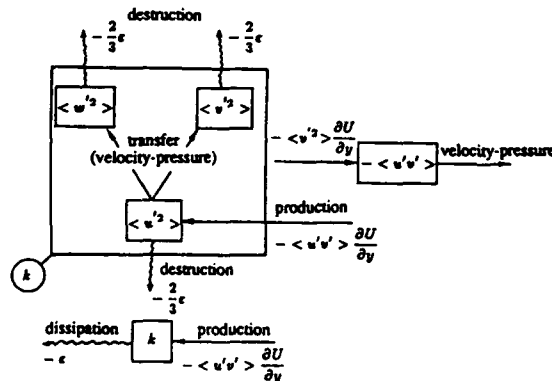 destruction
− 2/3 ε
− 2/3 ε
< w'² >
< v'² >
transfer
(velocity-pressure)
− <v'²> ∂U/∂y
− < u'v' >
velocity-pressure
< u'² >
production
− < u'v' > ∂U/∂y
destruction
k
− 2/3 ε
dissipation
− ε
k
production
− < u'v' > ∂U/∂y